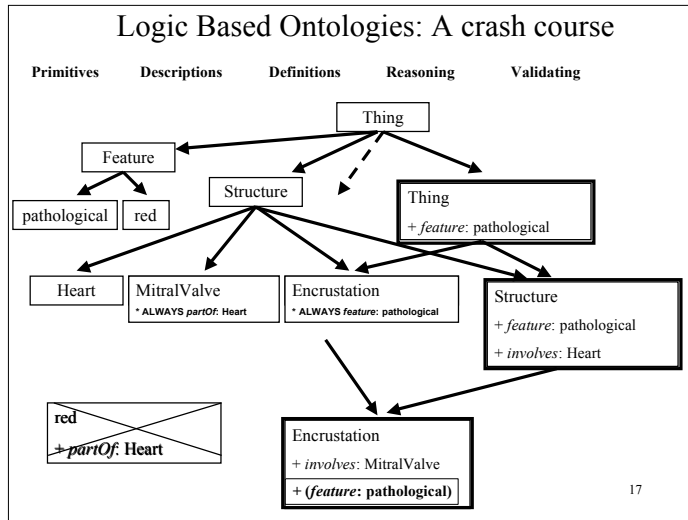 Logic Based Ontologies: A crash course
Primitives Descriptions Definitions Reasoning Validating
Thing
Feature
Structure
Thing
+ feature: pathological
pathological
red
Heart
MitralValve
* ALWAYS partOf: Heart
Encrustation
* ALWAYS feature: pathological
Structure
+ feature: pathological
+ involves: Heart
red
+ partOf: Heart
Encrustation
+ involves: MitralValve
+ (feature: pathological)
17